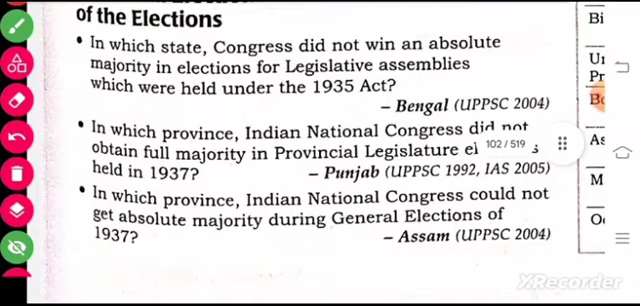 of the Elections
• In which state, Congress did not win an absolute
majority in elections for Legislative assemblies
which were held under the 1935 Act?
– Bengal (UPPSC 2004)
• In which province, Indian National Congress did not
obtain full majority in Provincial Legislature
held in 1937? – Punjab (UPPSC 1992, IAS 2005)
• In which province, Indian National Congress could not
get absolute majority during General Elections of
1937? – Assam (UPPSC 2004)
102 / 519
Bi
Pr
As
M
XRecorder